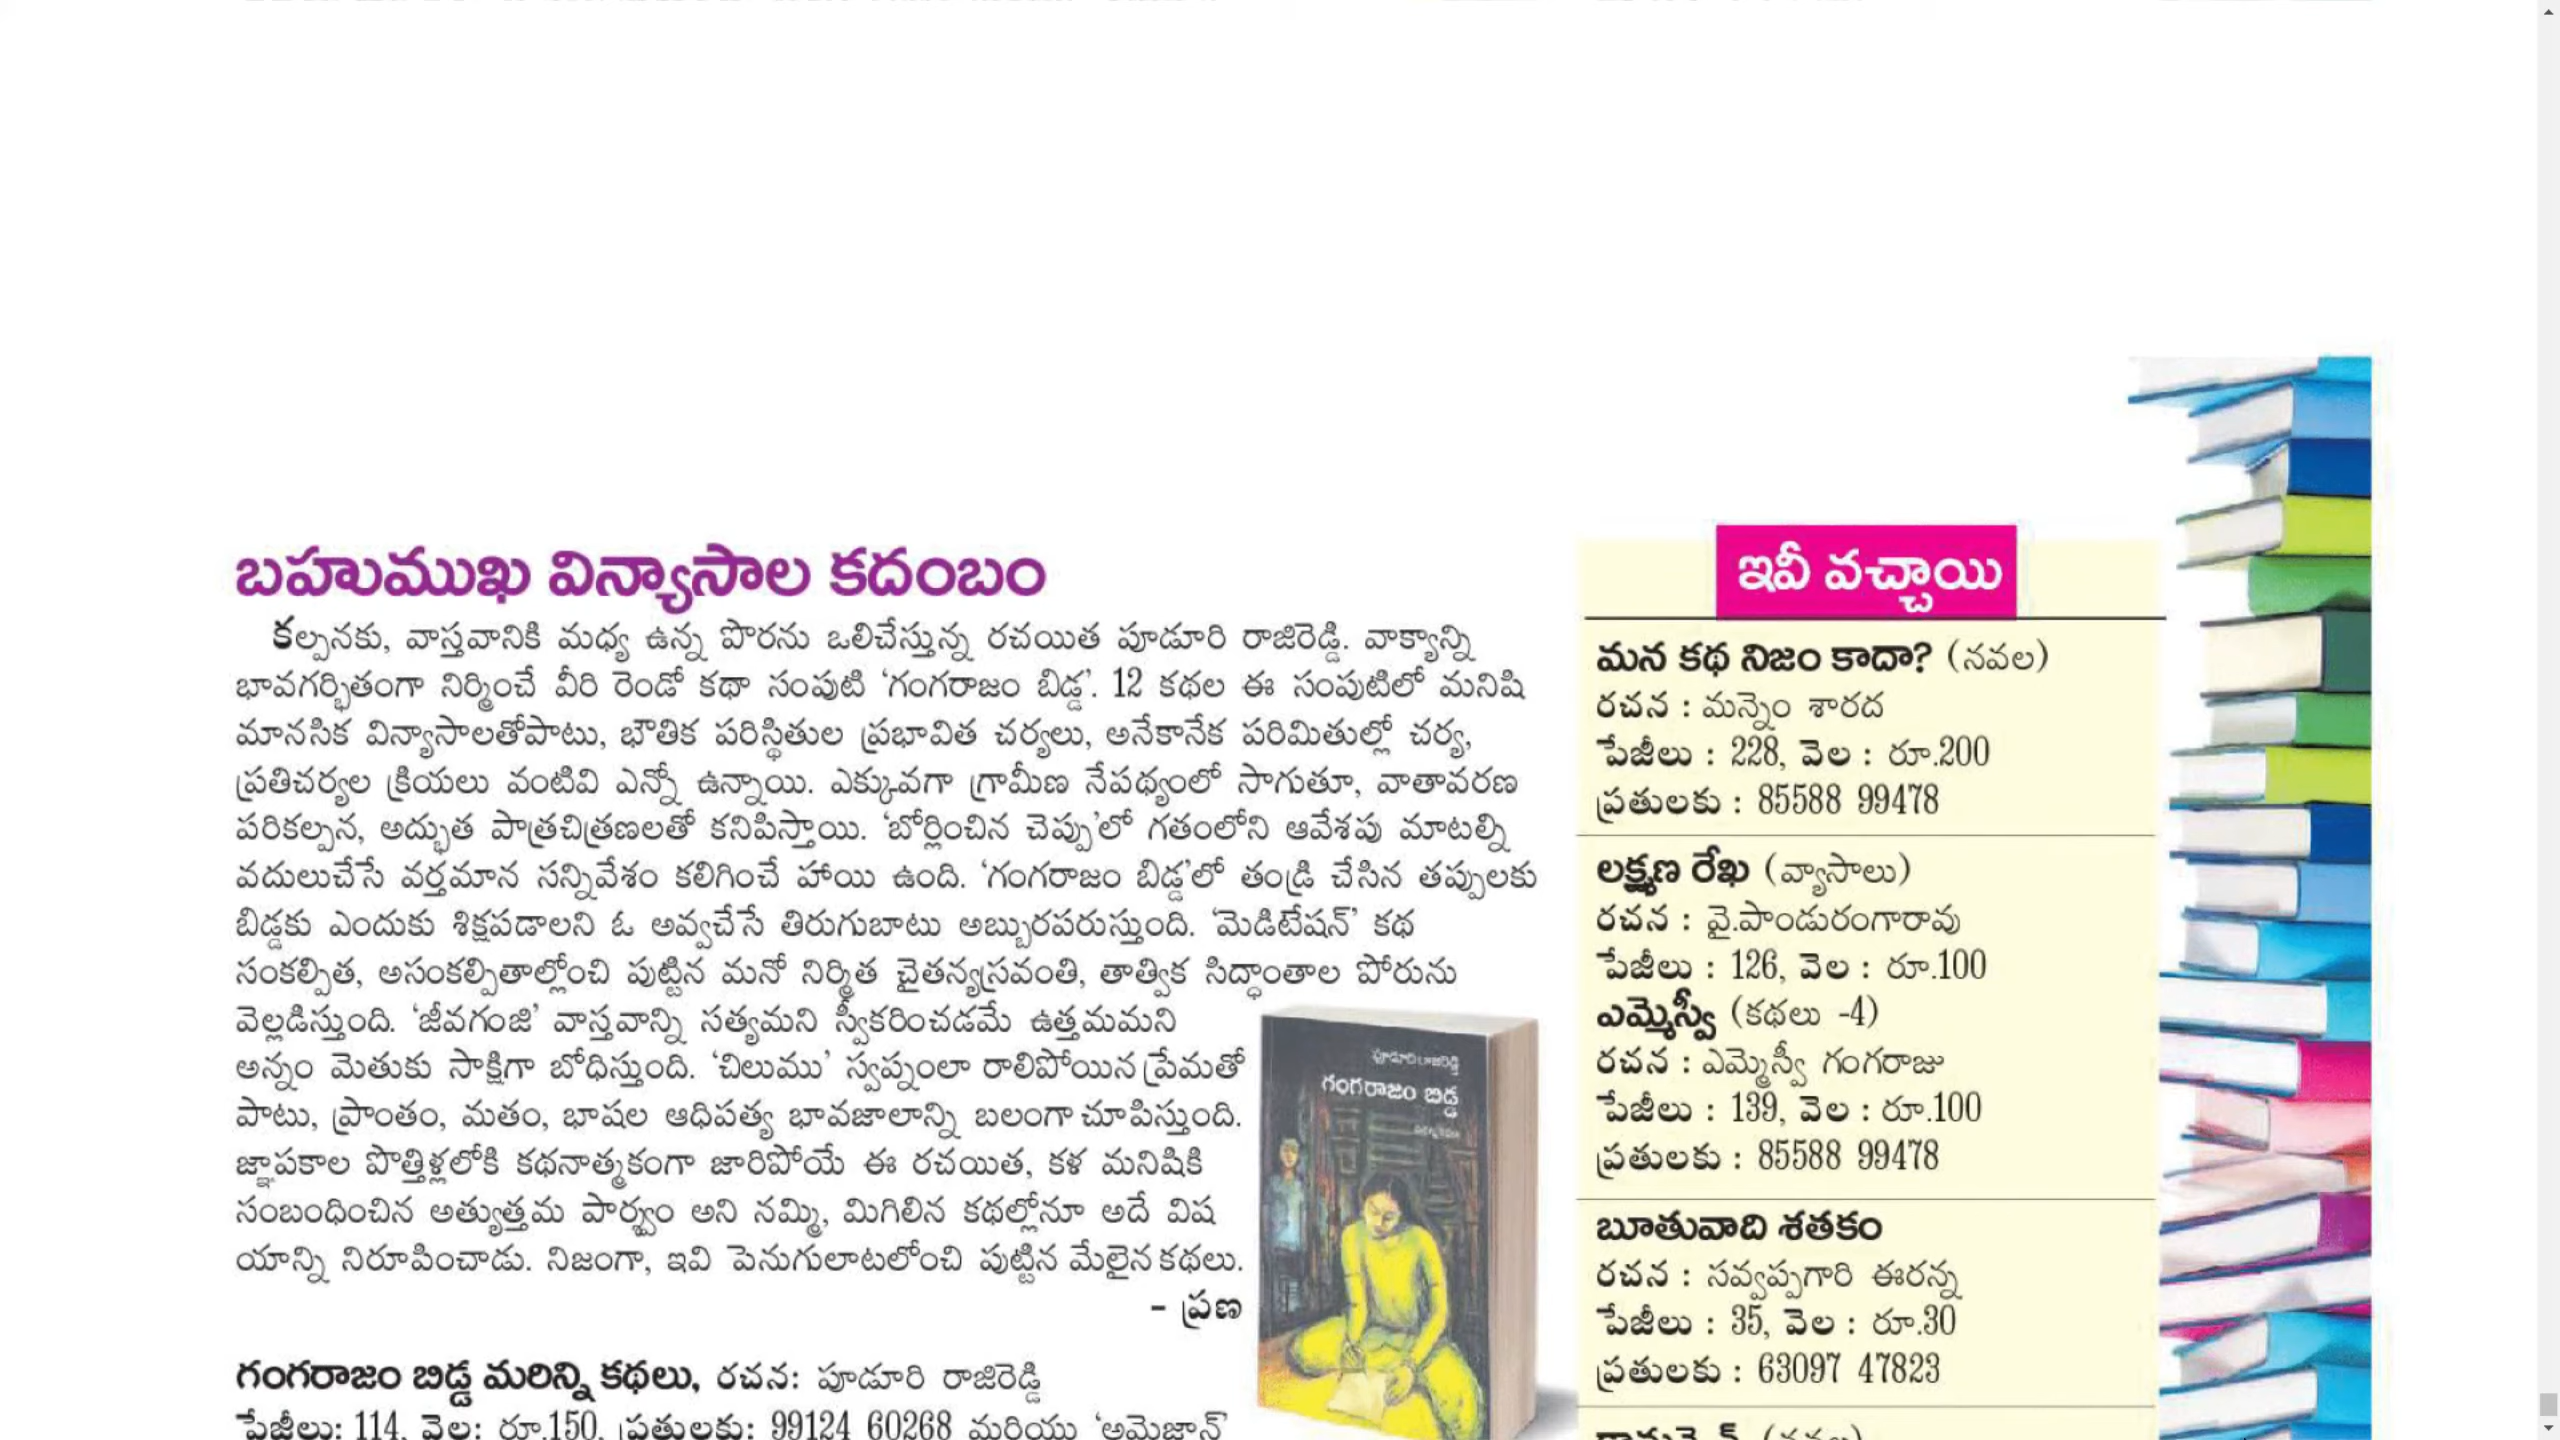 బహుముఖ విన్యాసాల కదంబం
కల్పనకు, వాస్తవానికి మధ్య ఉన్న పొరను ఒలిచేస్తున్న రచయిత పూడూరి రాజిరెడ్డి. వాక్యాన్ని
భావగర్భితంగా నిర్మించే వీరి రెండో కథా సంపుటి ‘గంగరాజం బిడ్డ’. 12 కథల ఈ సంపుటిలో మనిషి
మానసిక విన్యాసాలతోపాటు, భౌతిక పరిస్థితుల ప్రభావిత చర్యలు, అనేకానేక పరిమితుల్లో చర్య,
ప్రతిచర్యల క్రియలు వంటివి ఎన్నో ఉన్నాయి. ఎక్కువగా గ్రామీణ నేపథ్యంలో సాగుతూ, వాతావరణ
పరికల్పన, అద్భుత పాత్రచిత్రణలతో కనిపిస్తాయి. ‘బోర్లించిన చెప్పు’లో గతంలోని ఆవేశపు మాటల్ని
వదులుచేసే వర్తమాన సన్నివేశం కలిగించే హాయి ఉంది. ‘గంగరాజం బిడ్డ’లో తండ్రి చేసిన తప్పులకు
బిడ్డకు ఎందుకు శిక్షపడాలని ఓ అవ్వచేసే తిరుగుబాటు అబ్బురపరుస్తుంది. ‘మెడిటేషన్’ కథ
సంకల్పిత, అసంకల్పితాల్లోంచి పుట్టిన మనో నిర్మిత చైతన్యస్రవంతి, తాత్విక సిద్ధాంతాల పోరును
వెల్లడిస్తుంది. ‘జీవగంజి’ వాస్తవాన్ని సత్యమని స్వీకరించడమే ఉత్తమమని
అన్నం మెతుకు సాక్షిగా బోధిస్తుంది. ‘చిలుము’ స్వప్నంలా రాలిపోయిన ప్రేమతో
పాటు, ప్రాంతం, మతం, భాషల ఆధిపత్య భావజాలాన్ని బలంగా చూపిస్తుంది.
జ్ఞాపకాల పొత్తిళ్లలోకి కథనాత్మకంగా జారిపోయే ఈ రచయిత, కళ మనిషికి
సంబంధించిన అత్యుత్తమ పార్శ్వం అని నమ్మి, మిగిలిన కథల్లోనూ అదే విష
యాన్ని నిరూపించాడు. నిజంగా, ఇవి పెనుగులాటలోంచి పుట్టిన మేలైన కథలు.
- ప్రణ
గంగరాజం బిడ్డ మరిన్ని కథలు, రచన: పూడూరి రాజిరెడ్డి
పేజీలు: 114, వెల: రూ.150, ప్రతులకు: 99124 60268 మరియు ‘అమెజాన్’
పూడూరి రాజిరెడ్డి
గంగరాజం బిడ్డ
ఇవీ వచ్చాయి
మన కథ నిజం కాదా? (నవల)
రచన : మన్నెం శారద
పేజీలు : 228, వెల : రూ.200
ప్రతులకు : 85588 99478
లక్ష్మణ రేఖ (వ్యాసాలు)
రచన : వై.పాండురంగారావు
పేజీలు : 126, వెల : రూ.100
ఎమ్మెస్వీ (కథలు -4)
రచన : ఎమ్మెస్వీ గంగరాజు
పేజీలు : 139, వెల : రూ.100
ప్రతులకు : 85588 99478
బూతువాది శతకం
రచన : సవ్వప్పగారి ఈరన్న
పేజీలు : 35, వెల : రూ.30
ప్రతులకు : 63097 47823